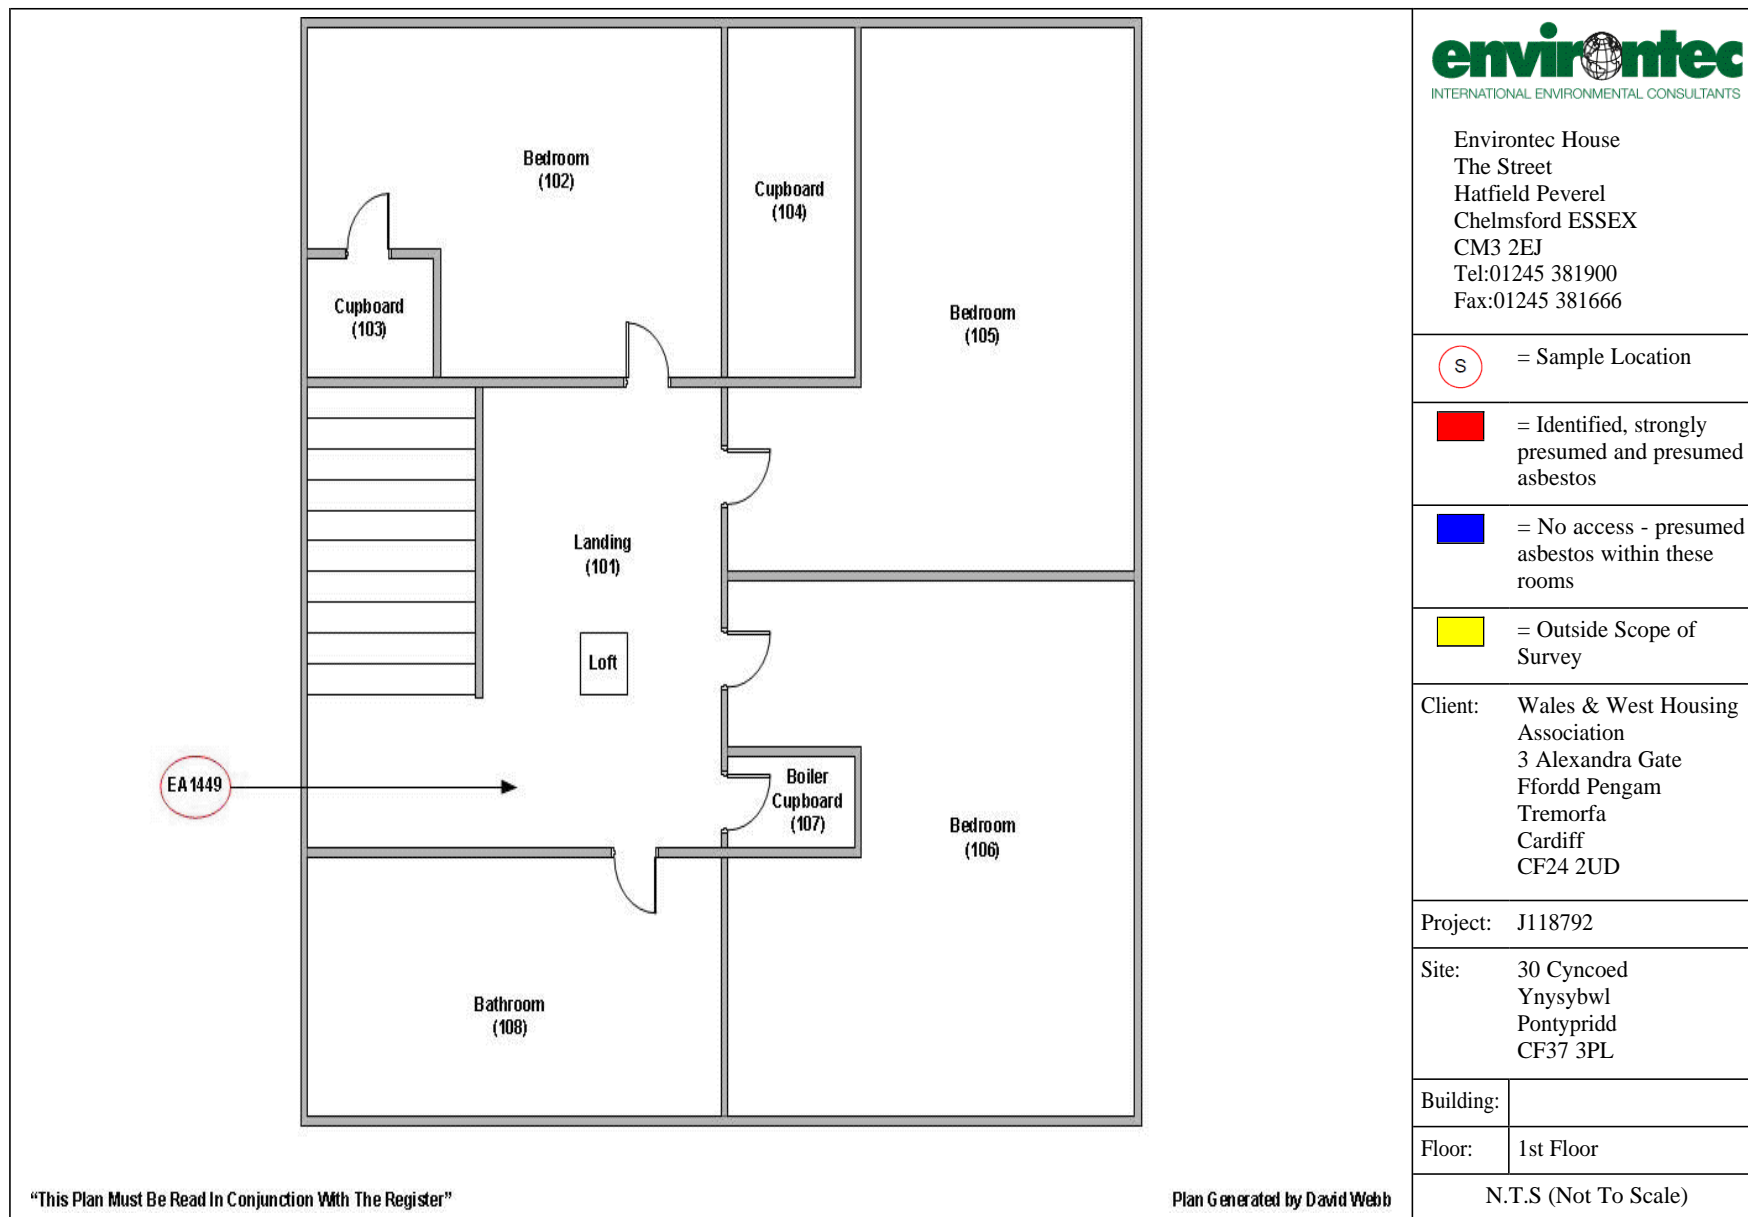 Bedroom
(102)
Cupboard
(104)
Cupboard
(103)
Bedroom
(105)
Landing
(101)
Loft
EA1449
Boiler
Cupboard
(107)
Bedroom
(106)
Bathroom
(108)
“This Plan Must Be Read In Conjunction With The Register”
Plan Generated by David Webb
environtec
INTERNATIONAL ENVIRONMENTAL CONSULTANTS
Environtec House
The Street
Hatfield Peverel
Chelmsford ESSEX
CM3 2EJ
Tel:01245 381900
Fax:01245 381666
S = Sample Location
= Identified, strongly
presumed and presumed
asbestos
= No access - presumed
asbestos within these
rooms
= Outside Scope of
Survey
Client: Wales & West Housing
Association
3 Alexandra Gate
Ffordd Pengam
Tremorfa
Cardiff
CF24 2UD
Project: J118792
Site: 30 Cyncoed
Ynysybwl
Pontypridd
CF37 3PL
Building:
Floor: 1st Floor
N.T.S (Not To Scale)